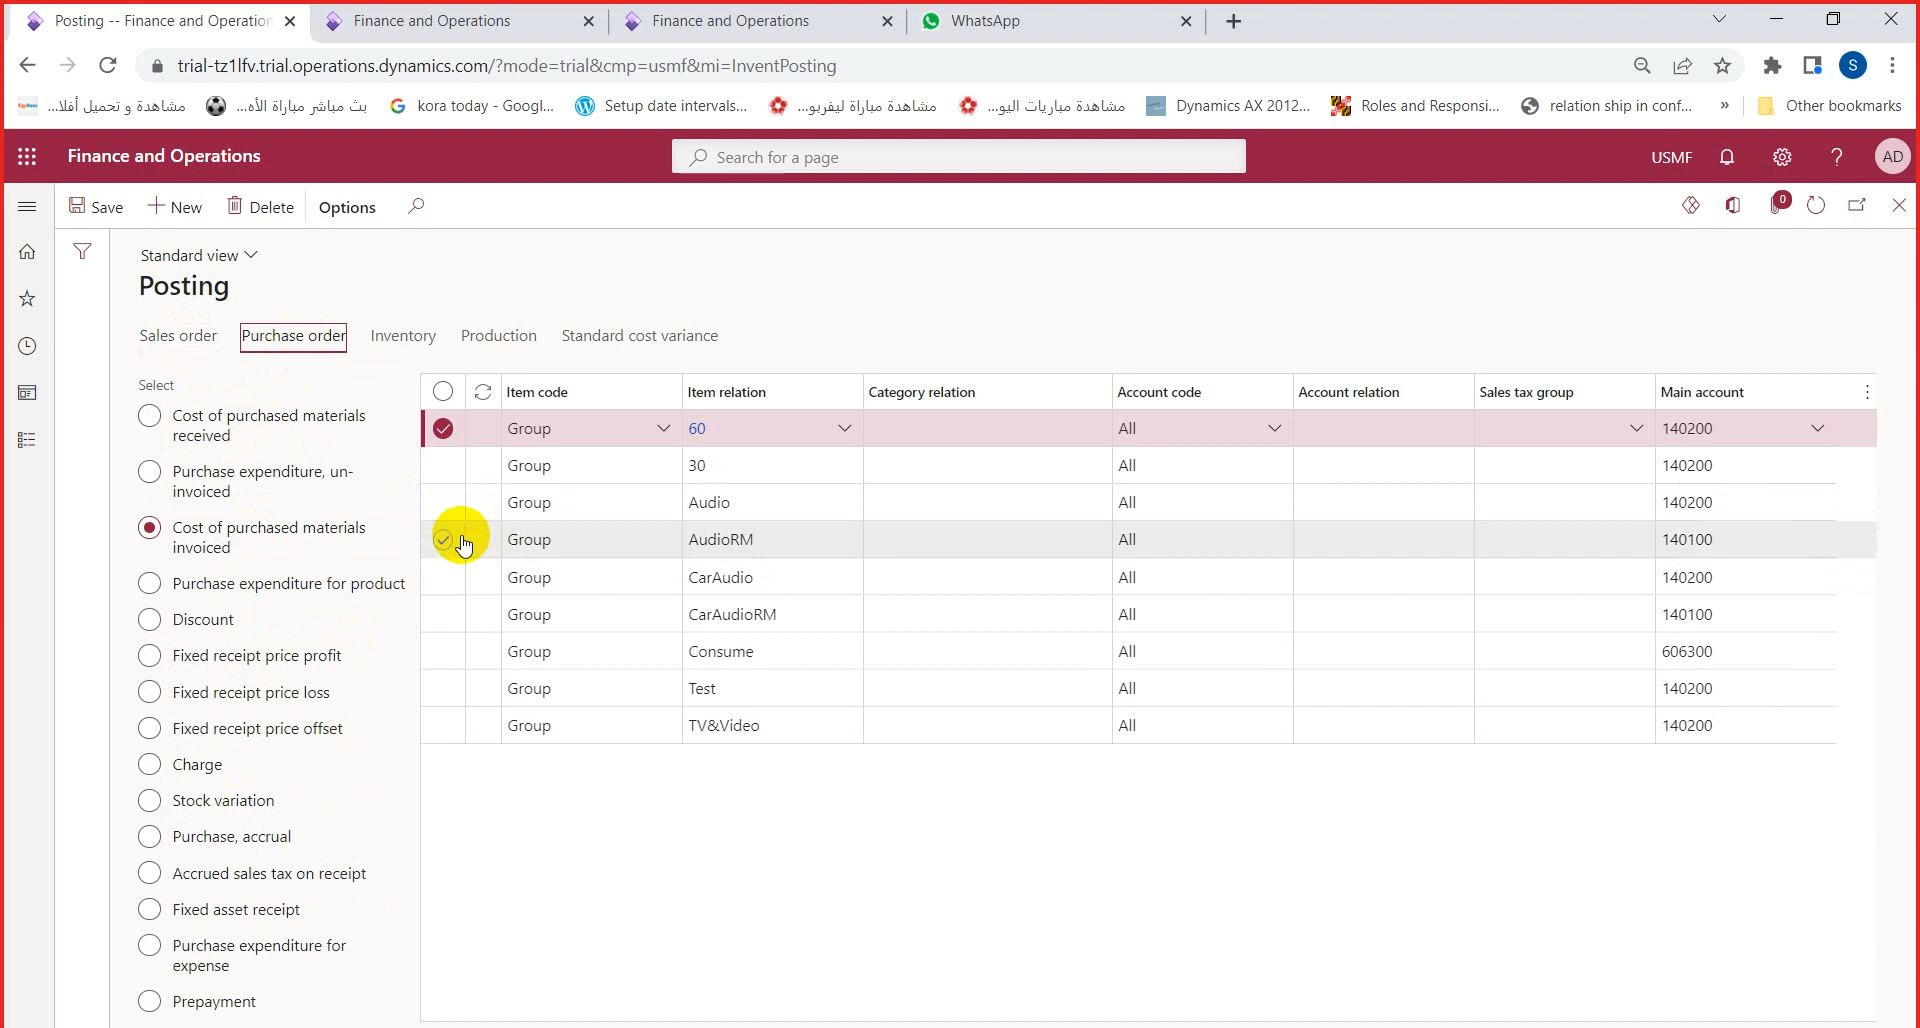 Posting -- Finance and Operation
Finance and Operations
Finance and Operations
WhatsApp
trial-tz1lfv.trial.operations.dynamics.com/?mode=trial&cmp=usmf&mi=InventPosting
S
مشاهدة و تحميل أفلا...
بث مباشر مباراة الأه...
kora today - Googl...
Setup date intervals...
مشاهدة مباراة ليفربو...
مشاهدة مباريات اليو...
Dynamics AX 2012...
Roles and Responsi...
relation ship in conf...
»
Other bookmarks
Finance and Operations
Search for a page
USMF
?
AD
Save
New
Delete
Options
0
Standard view
Posting
Sales order
Purchase order
Inventory
Production
Standard cost variance
Select
Cost of purchased materials
received
Purchase expenditure, un-
invoiced
Cost of purchased materials
invoiced
Purchase expenditure for product
Discount
Fixed receipt price profit
Fixed receipt price loss
Fixed receipt price offset
Charge
Stock variation
Purchase, accrual
Accrued sales tax on receipt
Fixed asset receipt
Purchase expenditure for
expense
Prepayment
Item code Item relation Category relation Account code Account relation Sales tax group Main account
Group 60 All 140200
Group 30 All 140200
Group Audio All 140200
Group AudioRM All 140100
Group CarAudio All 140200
Group CarAudioRM All 140100
Group Consume All 606300
Group Test All 140200
Group TV&Video All 140200